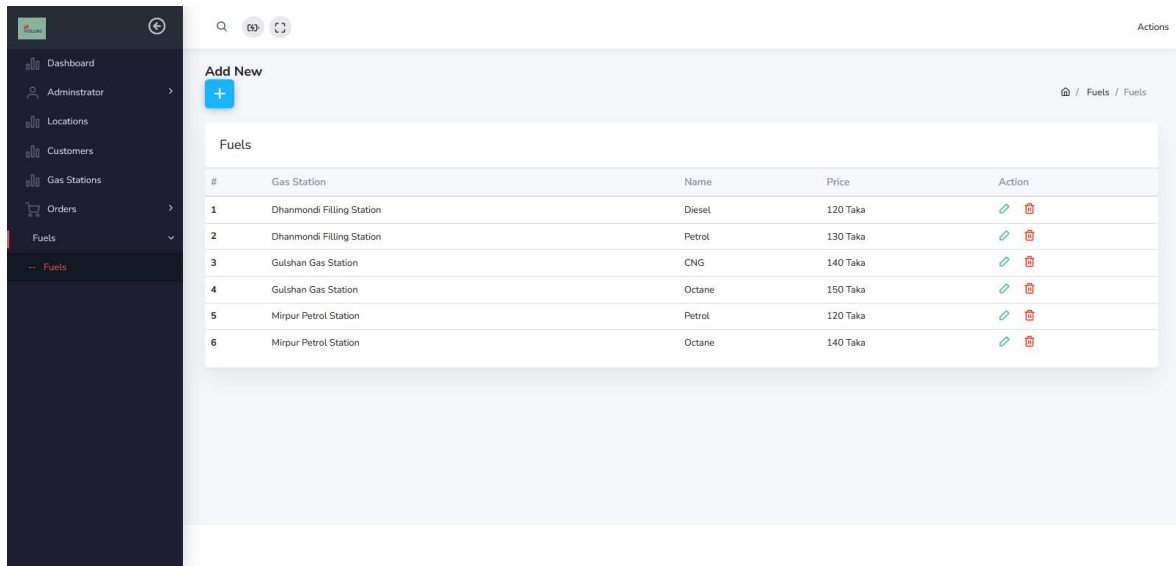 Actions
Dashboard
Adminstrator
Locations
Customers
Gas Stations
Orders
Fuels
-- Fuels
Add New
+
/ Fuels / Fuels
Fuels
# Gas Station Name Price Action
1 Dhanmondi Filling Station Diesel 120 Taka
2 Dhanmondi Filling Station Petrol 130 Taka
3 Gulshan Gas Station CNG 140 Taka
4 Gulshan Gas Station Octane 150 Taka
5 Mirpur Petrol Station Petrol 120 Taka
6 Mirpur Petrol Station Octane 140 Taka